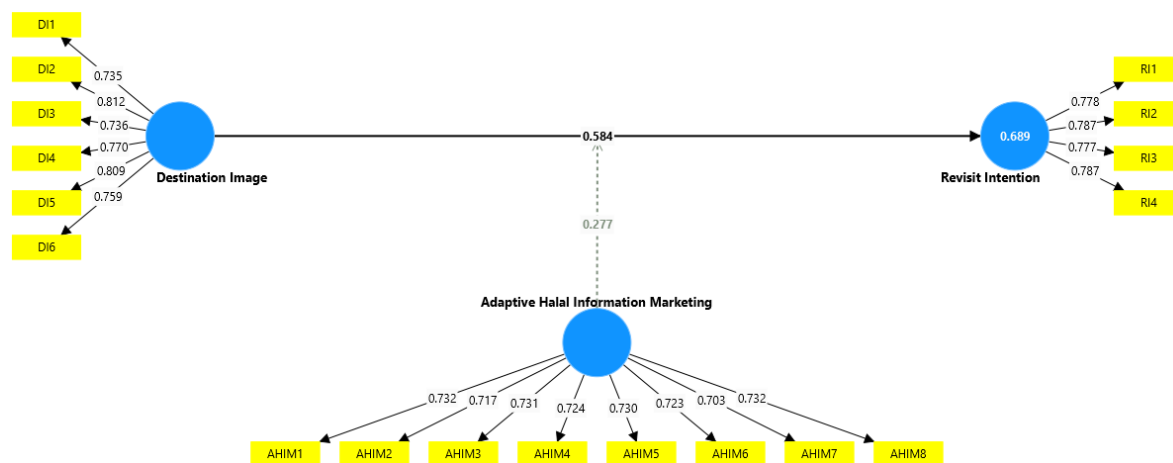 DI1
DI2
DI3
DI4
DI5
DI6
0.735
0.812
0.736
0.770
0.809
0.759
Destination Image
0.584
0.277
0.689
Revisit Intention
0.778
0.787
0.777
0.787
RI1
RI2
RI3
RI4
Adaptive Halal Information Marketing
0.732
0.717
0.731
0.724
0.730
0.723
0.703
0.732
AHIM1
AHIM2
AHIM3
AHIM4
AHIM5
AHIM6
AHIM7
AHIM8